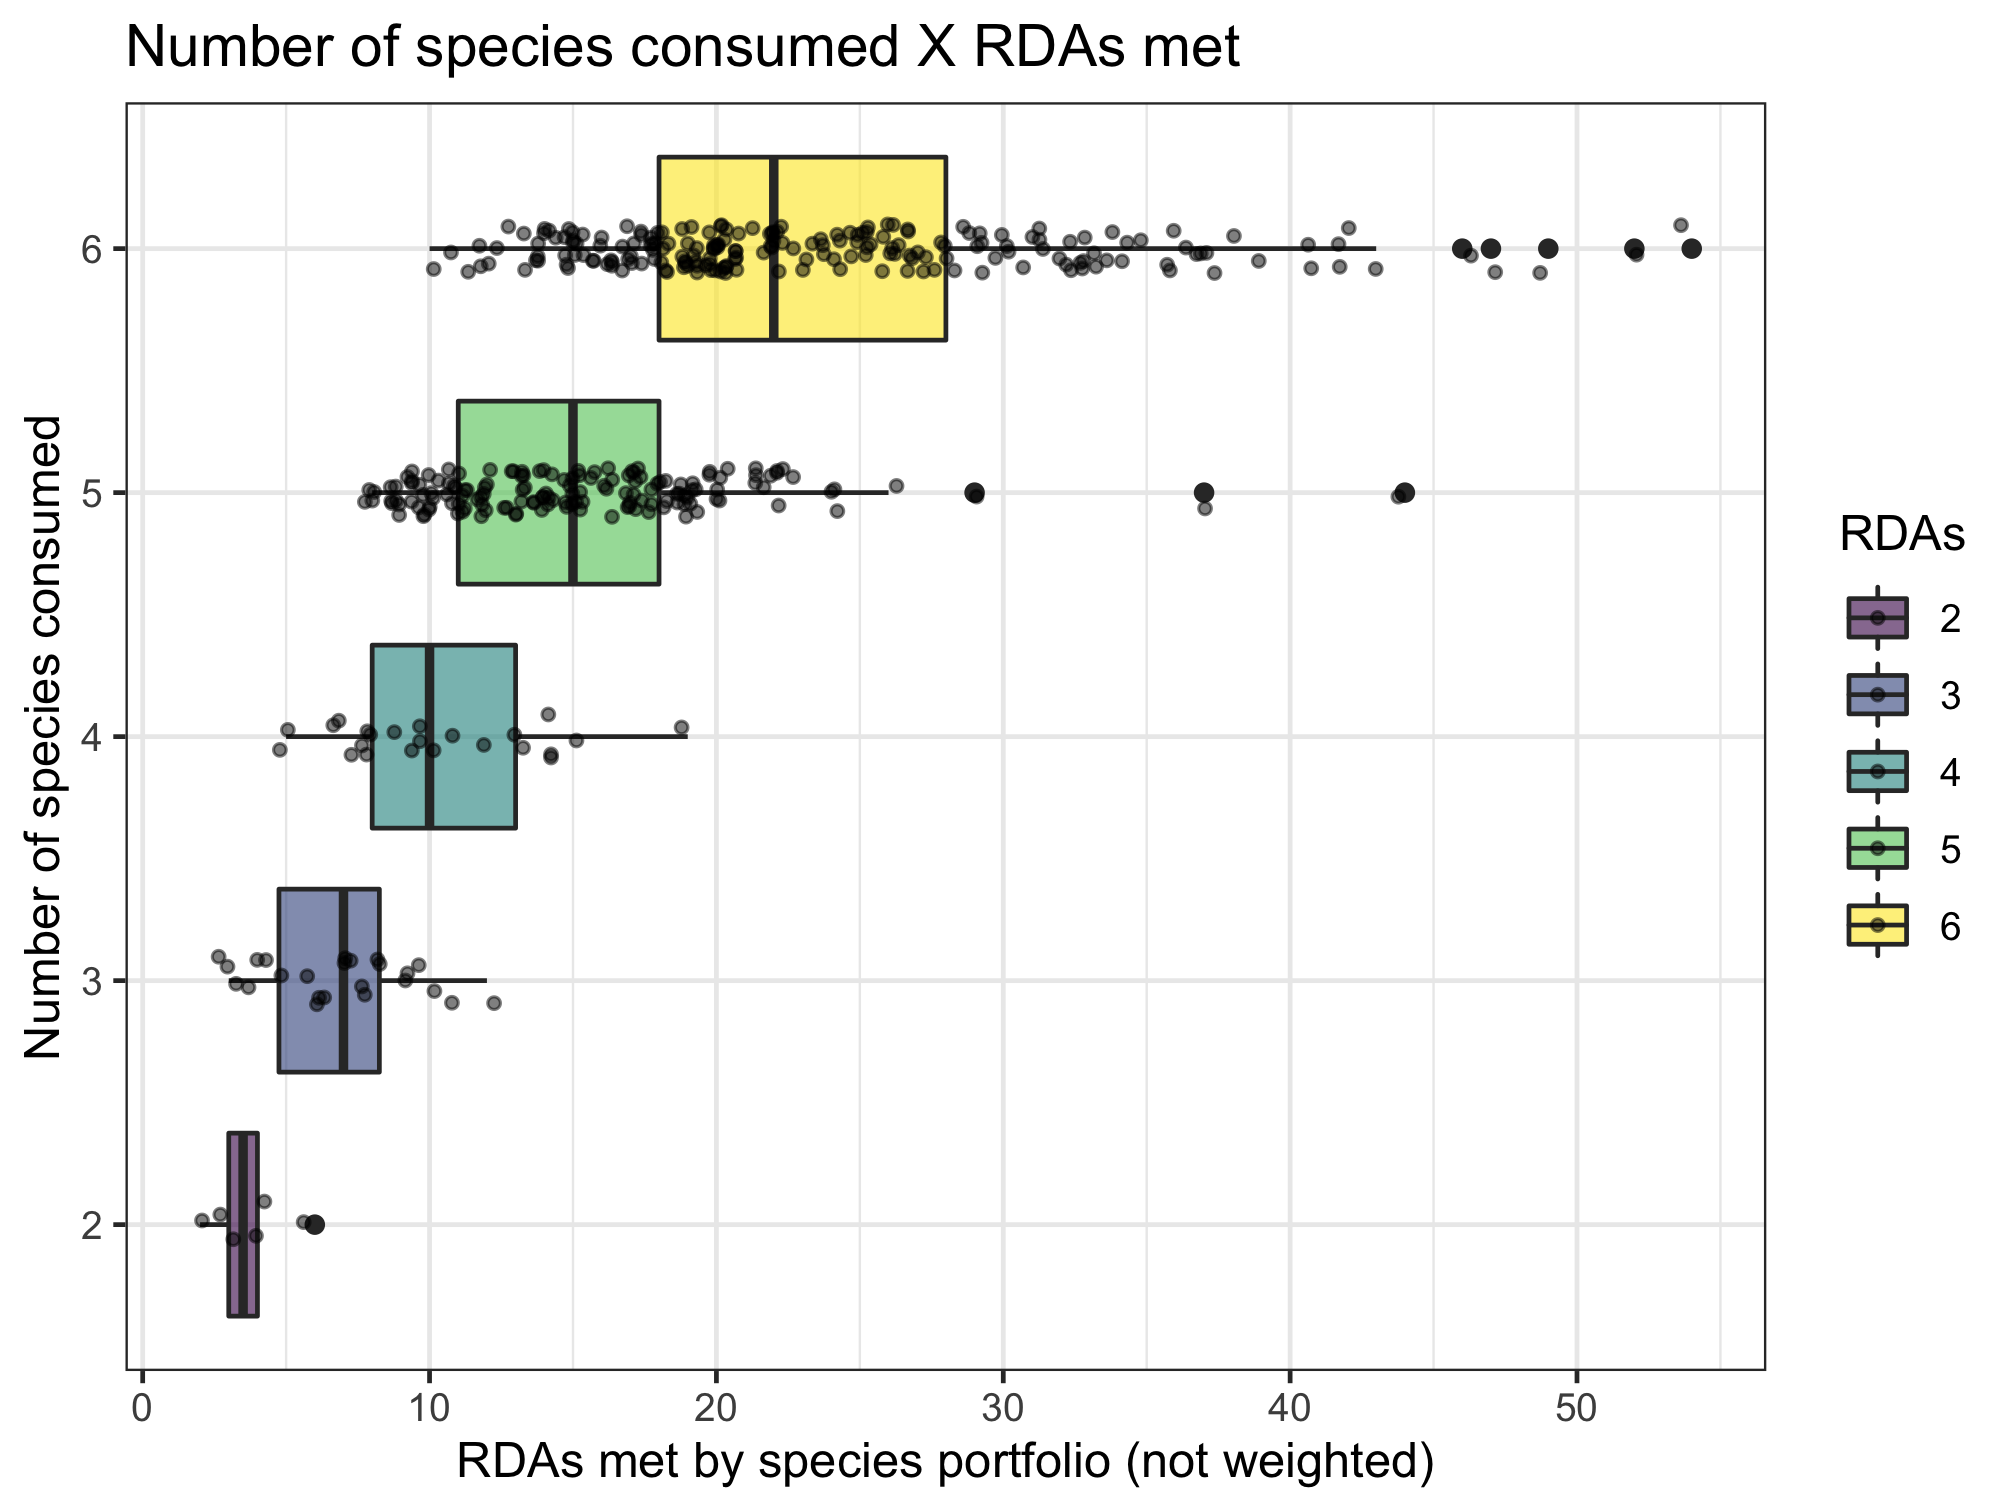 Number of species consumed X RDAs met
Number of species consumed
6
5
4
3
2
0 10 20 30 40 50
RDAs met by species portfolio (not weighted)
RDAs
2
3
4
5
6